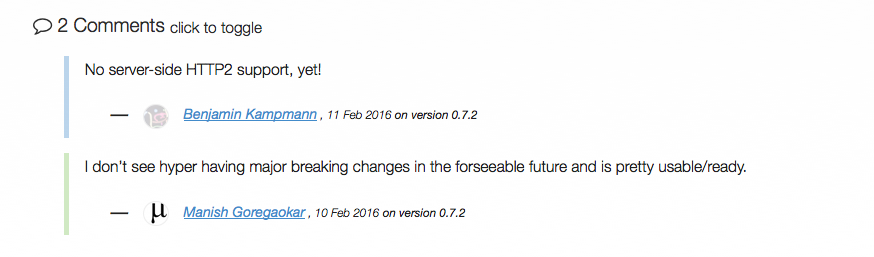 2 Comments click to toggle
No server-side HTTP2 support, yet!
— Benjamin Kampmann , 11 Feb 2016 on version 0.7.2
I don't see hyper having major breaking changes in the forseeable future and is pretty usable/ready.
— μ Manish Goregaokar , 10 Feb 2016 on version 0.7.2